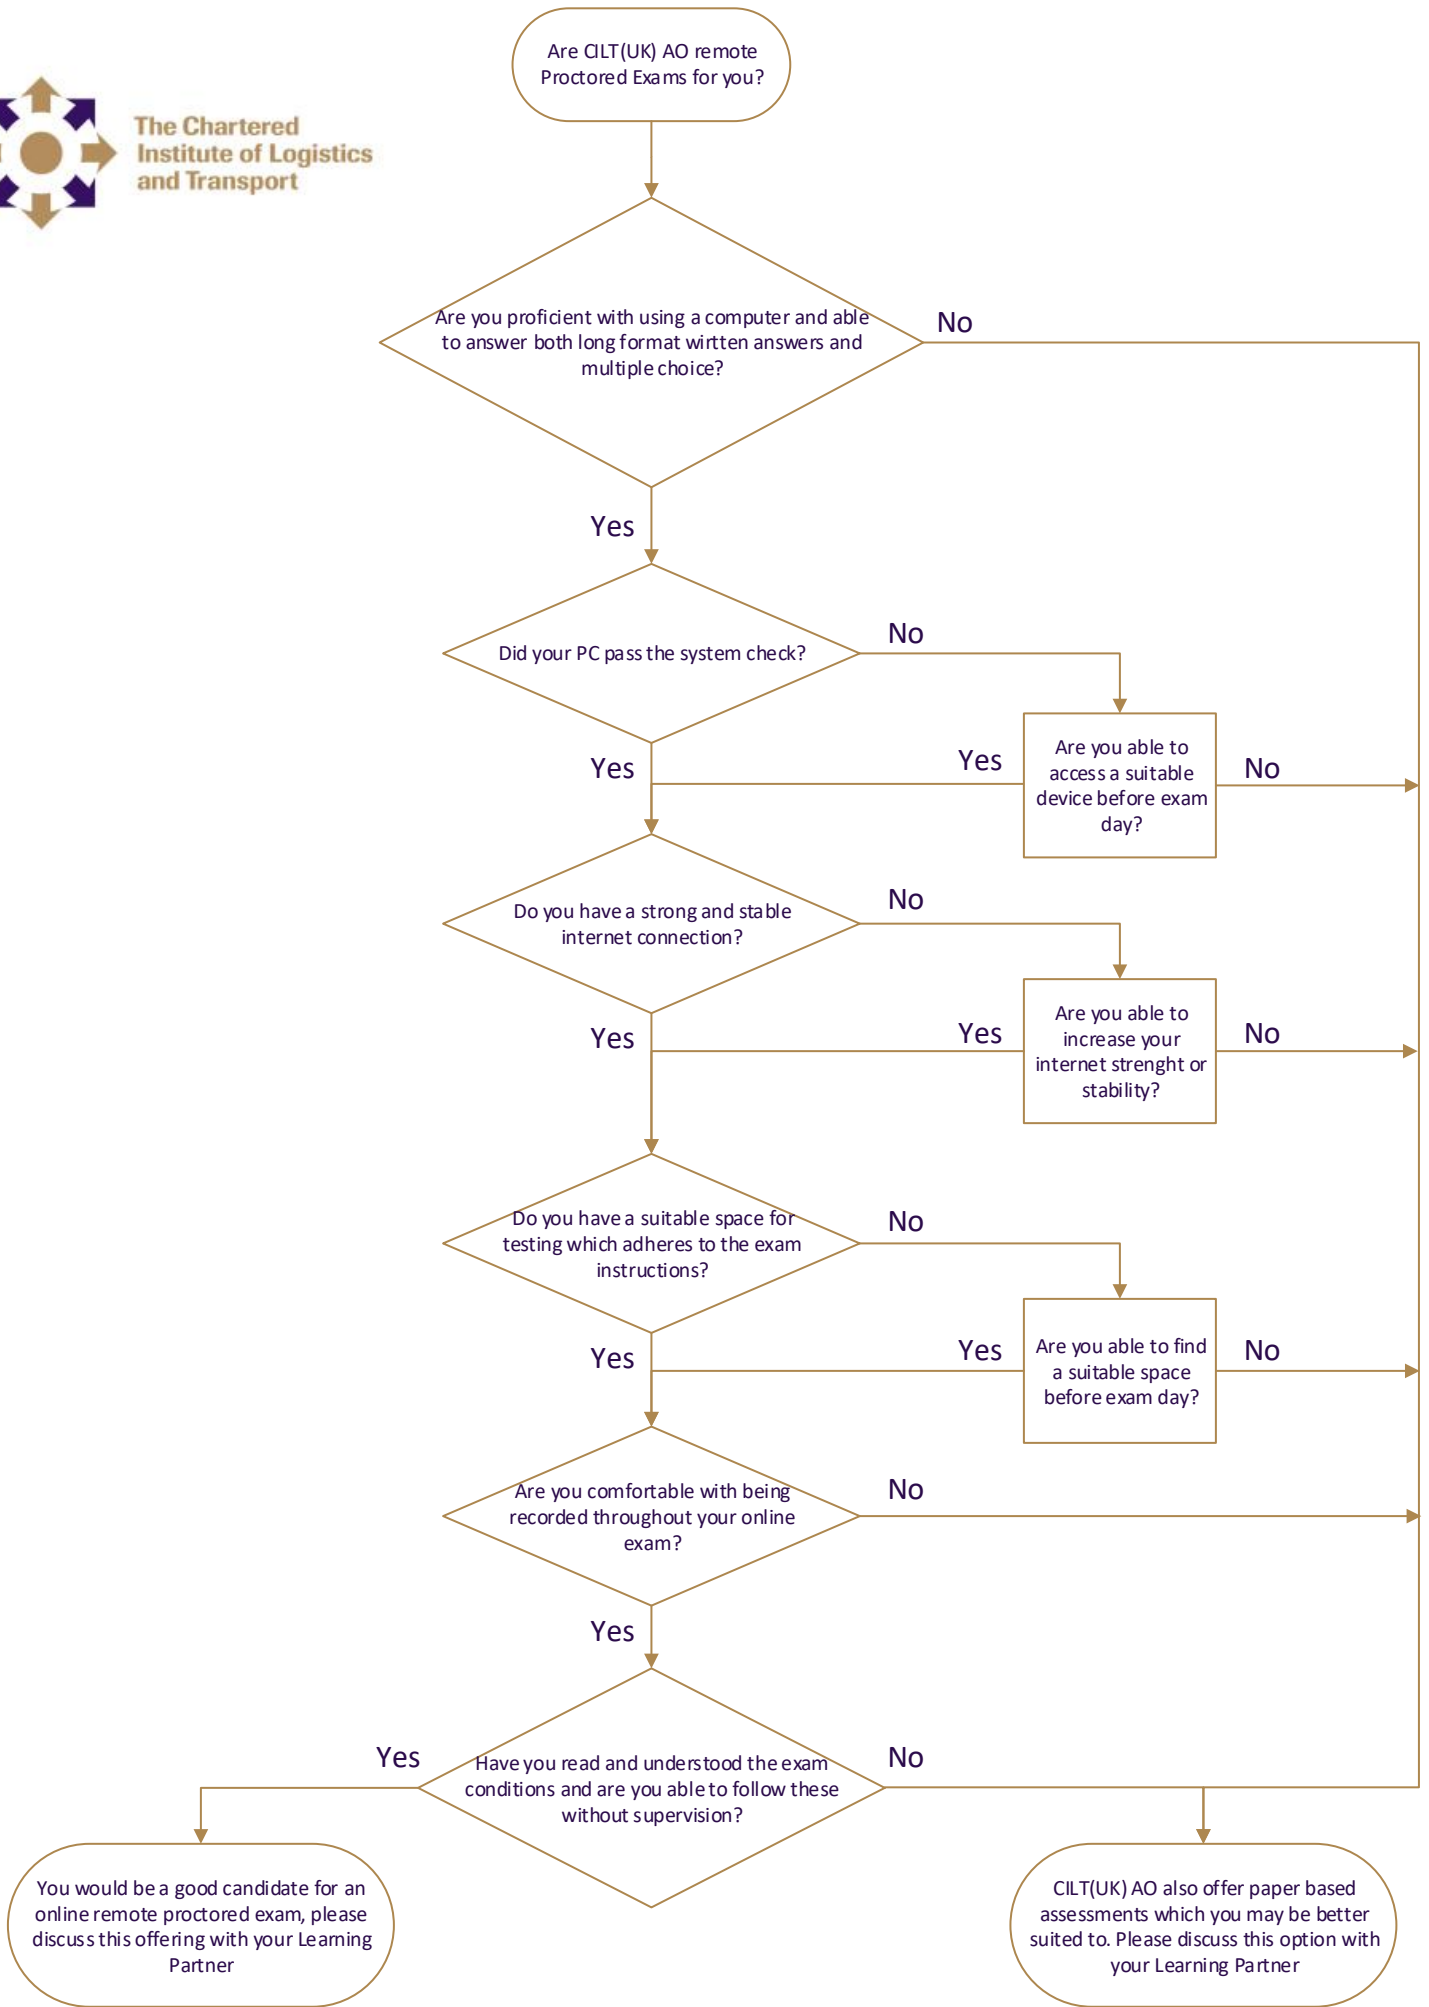 Are CILT(UK) AO remote
Proctored Exams for you?
The Chartered
Institute of Logistics
and Transport
Are you proficient with using a computer and able
to answer both long format wirtten answers and
multiple choice?
No
Yes
Did your PC pass the system check?
No
Yes
Are you able to
access a suitable
device before exam
day?
Yes
No
Do you have a strong and stable
internet connection?
No
Yes
Are you able to
increase your
internet strenght or
stability?
Yes
No
Do you have a suitable space for
testing which adheres to the exam
instructions?
No
Yes
Are you able to find
a suitable space
before exam day?
Yes
No
Are you comfortable with being
recorded throughout your online
exam?
No
Yes
Have you read and understood the exam
conditions and are you able to follow these
without supervision?
Yes
No
You would be a good candidate for an
online remote proctored exam, please
discuss this offering with your Learning
Partner
CILT(UK) AO also offer paper based
assessments which you may be better
suited to. Please discuss this option with
your Learning Partner